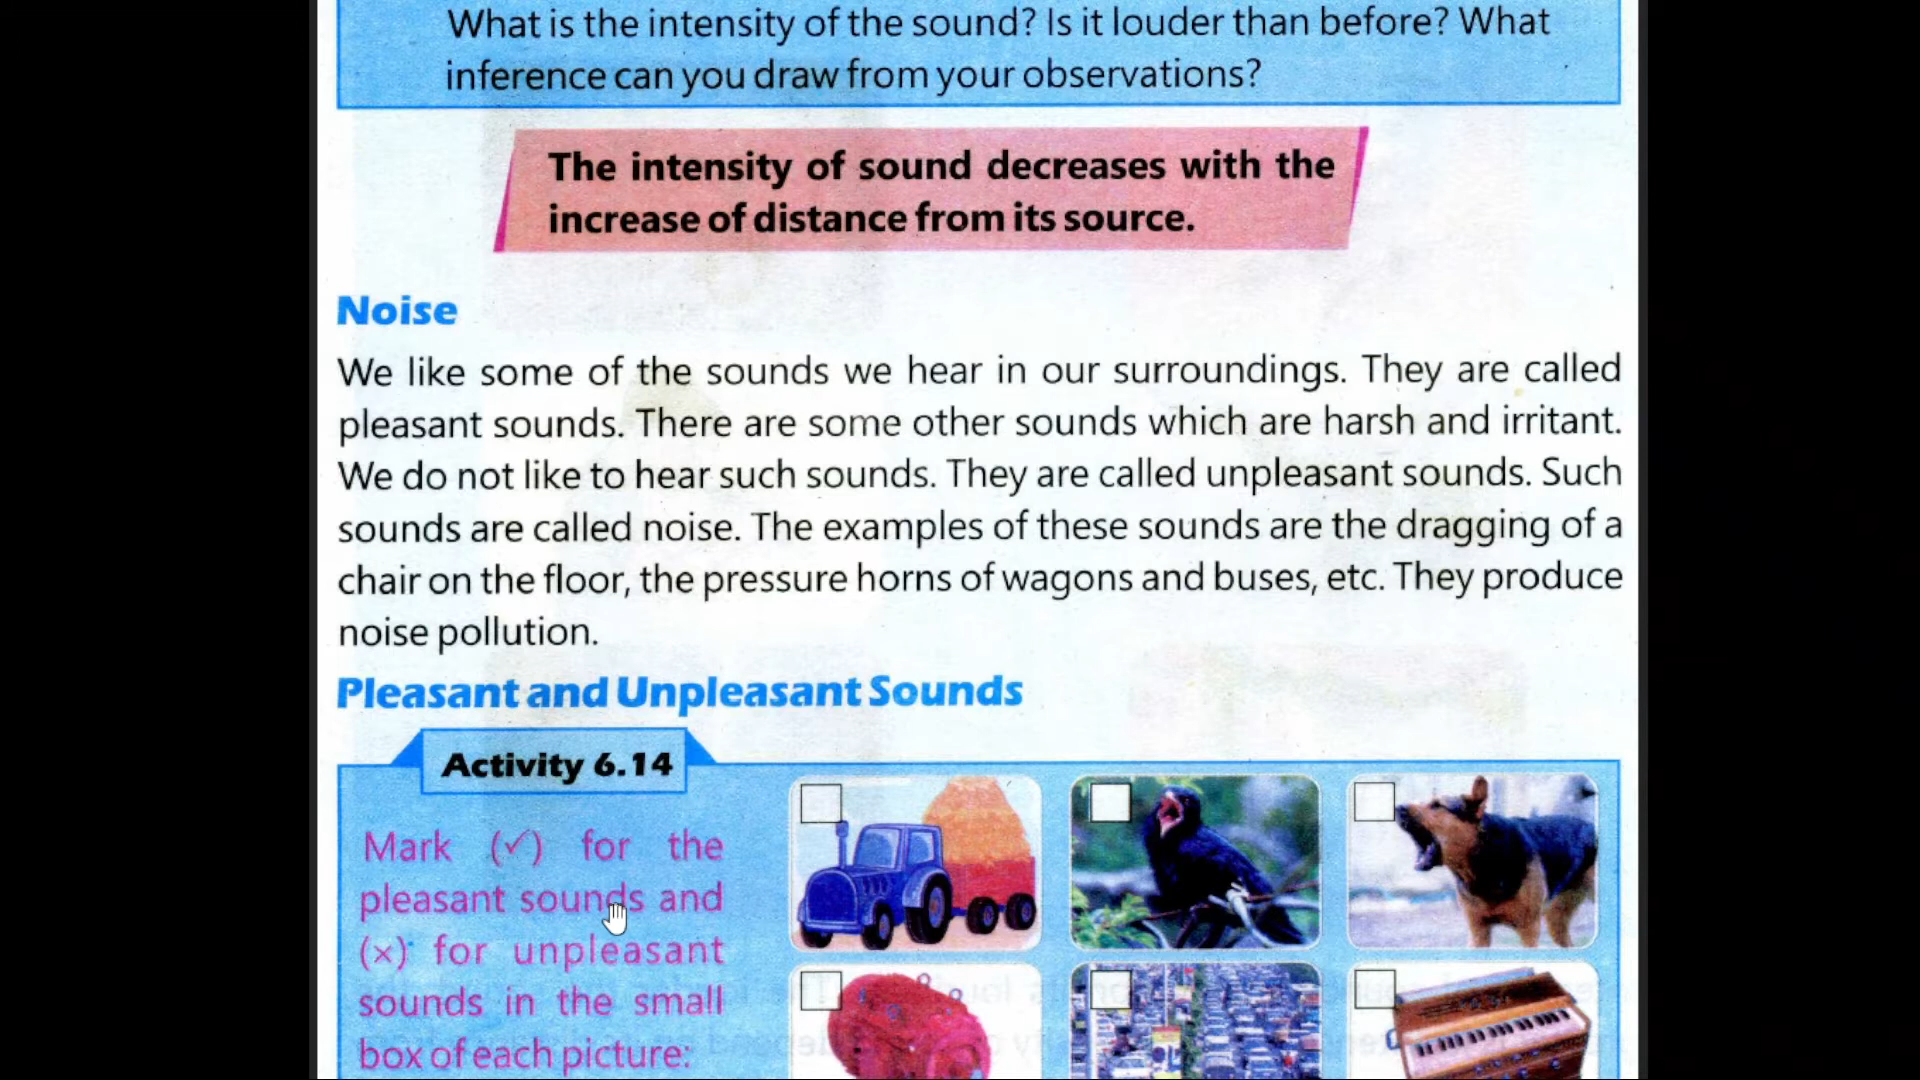 What is the intensity of the sound? Is it louder than before? What
inference can you draw from your observations?
The intensity of sound decreases with the
increase of distance from its source.
Noise
We like some of the sounds we hear in our surroundings. They are called
pleasant sounds. There are some other sounds which are harsh and irritant.
We do not like to hear such sounds. They are called unpleasant sounds. Such
sounds are called noise. The examples of these sounds are the dragging of a
chair on the floor, the pressure horns of wagons and buses, etc. They produce
noise pollution.
Pleasant and Unpleasant Sounds
Activity 6.14
Mark (✓) for the
pleasant sounds and
(×) for unpleasant
sounds in the small
box of each picture: